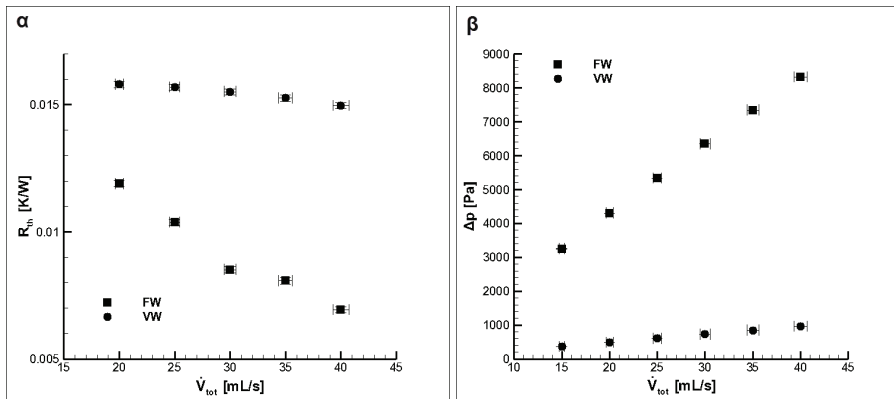 α
R_th [K/W]
0.015
0.01
0.005
15 20 25 30 35 40 45
V̇_tot [mL/s]
FW
VW
β
Δp [Pa]
9000
8000
7000
6000
5000
4000
3000
2000
1000
0
10 15 20 25 30 35 40 45
V̇_tot [mL/s]
FW
VW